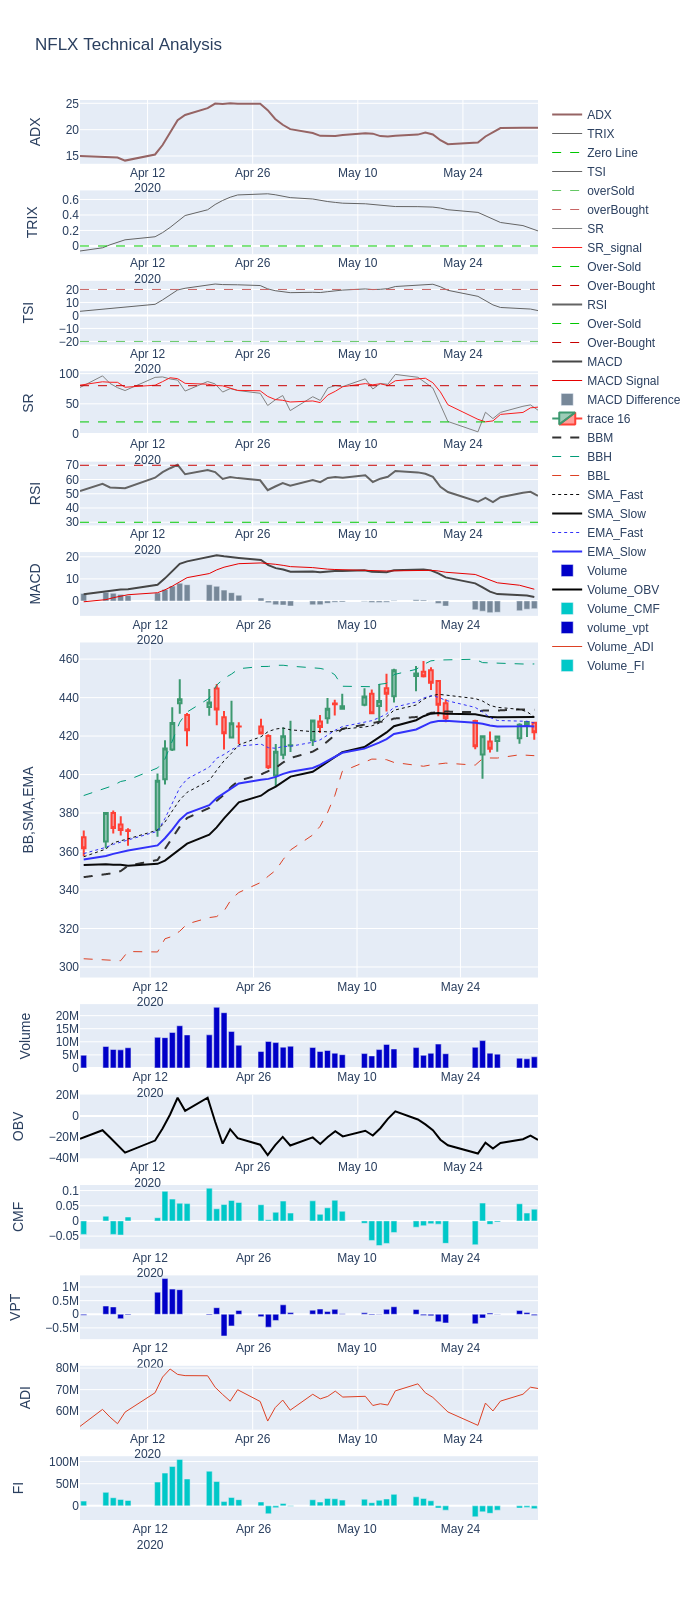 NFLX Technical Analysis
ADX
25
20
15
Apr 12
2020
Apr 26
May 10
May 24
TRIX
0.6
0.4
0.2
0
Apr 12
2020
Apr 26
May 10
May 24
TSI
20
10
0
−10
−20
Apr 12
2020
Apr 26
May 10
May 24
SR
100
50
0
Apr 12
2020
Apr 26
May 10
May 24
RSI
70
60
50
40
30
Apr 12
2020
Apr 26
May 10
May 24
MACD
20
10
0
Apr 12
2020
Apr 26
May 10
May 24
BB,SMA,EMA
460
440
420
400
380
360
340
320
300
Apr 12
2020
Apr 26
May 10
May 24
Volume
20M
15M
10M
5M
0
Apr 12
2020
Apr 26
May 10
May 24
OBV
20M
0
−20M
−40M
Apr 12
2020
Apr 26
May 10
May 24
CMF
0.1
0.05
0
−0.05
Apr 12
2020
Apr 26
May 10
May 24
VPT
1M
0.5M
0
−0.5M
Apr 12
2020
Apr 26
May 10
May 24
ADI
80M
70M
60M
Apr 12
2020
Apr 26
May 10
May 24
FI
100M
50M
0
Apr 12
2020
Apr 26
May 10
May 24
ADX
TRIX
Zero Line
TSI
overSold
overBought
SR
SR_signal
Over-Sold
Over-Bought
RSI
Over-Sold
Over-Bought
MACD
MACD Signal
MACD Difference
trace 16
BBM
BBH
BBL
SMA_Fast
SMA_Slow
EMA_Fast
EMA_Slow
Volume
Volume_OBV
Volume_CMF
volume_vpt
Volume_ADI
Volume_FI